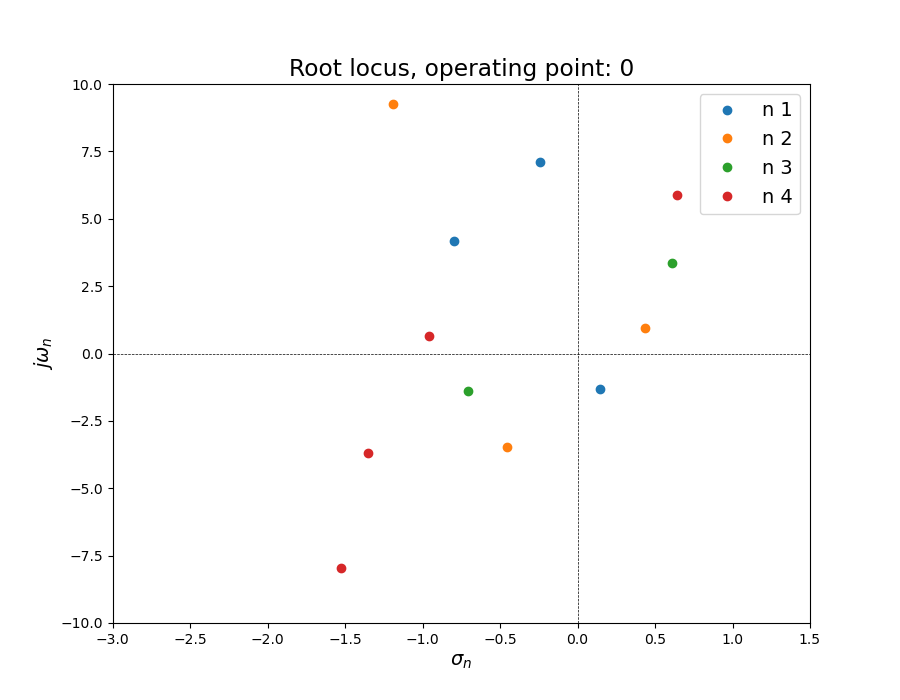 Root locus, operating point: 0
10.0
7.5
5.0
2.5
0.0
−2.5
−5.0
−7.5
−10.0
jωₙ
n 1
n 2
n 3
n 4
−3.0 −2.5 −2.0 −1.5 −1.0 −0.5 0.0 0.5 1.0 1.5
σₙ